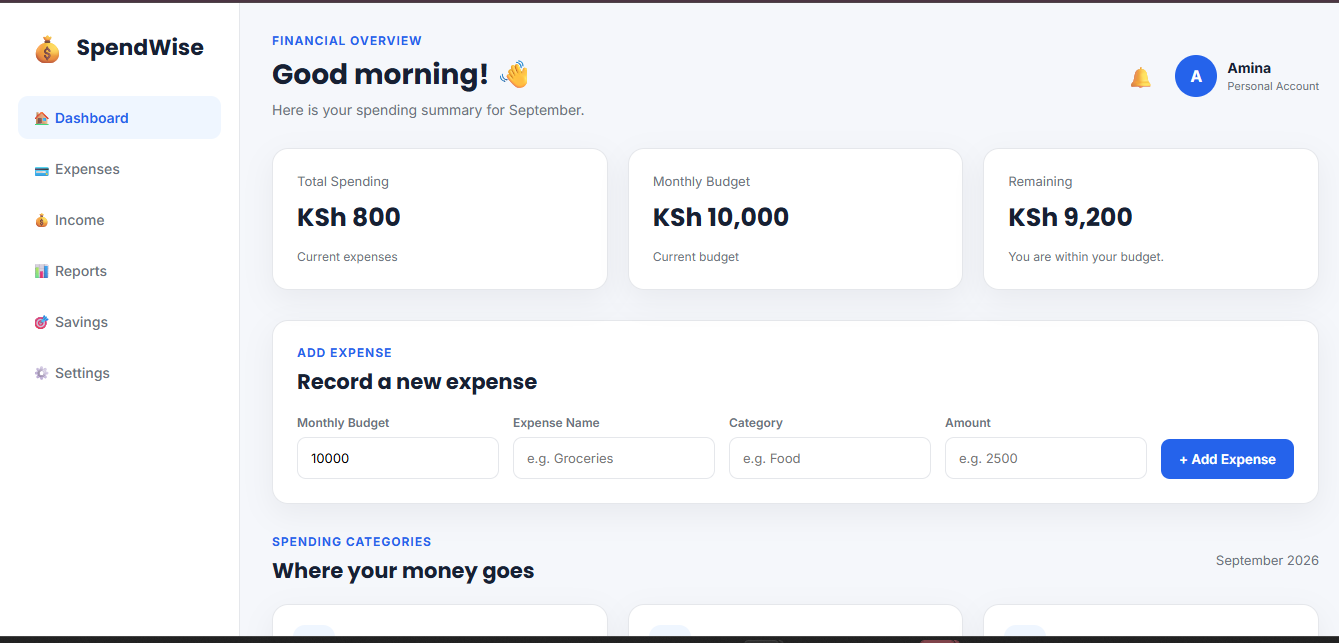 SpendWise
Dashboard
Expenses
Income
Reports
Savings
Settings
FINANCIAL OVERVIEW
Good morning! 👋
Here is your spending summary for September.
A
Amina
Personal Account
Total Spending
KSh 800
Current expenses
Monthly Budget
KSh 10,000
Current budget
Remaining
KSh 9,200
You are within your budget.
ADD EXPENSE
Record a new expense
Monthly Budget
10000
Expense Name
e.g. Groceries
Category
e.g. Food
Amount
e.g. 2500
+ Add Expense
SPENDING CATEGORIES
Where your money goes
September 2026